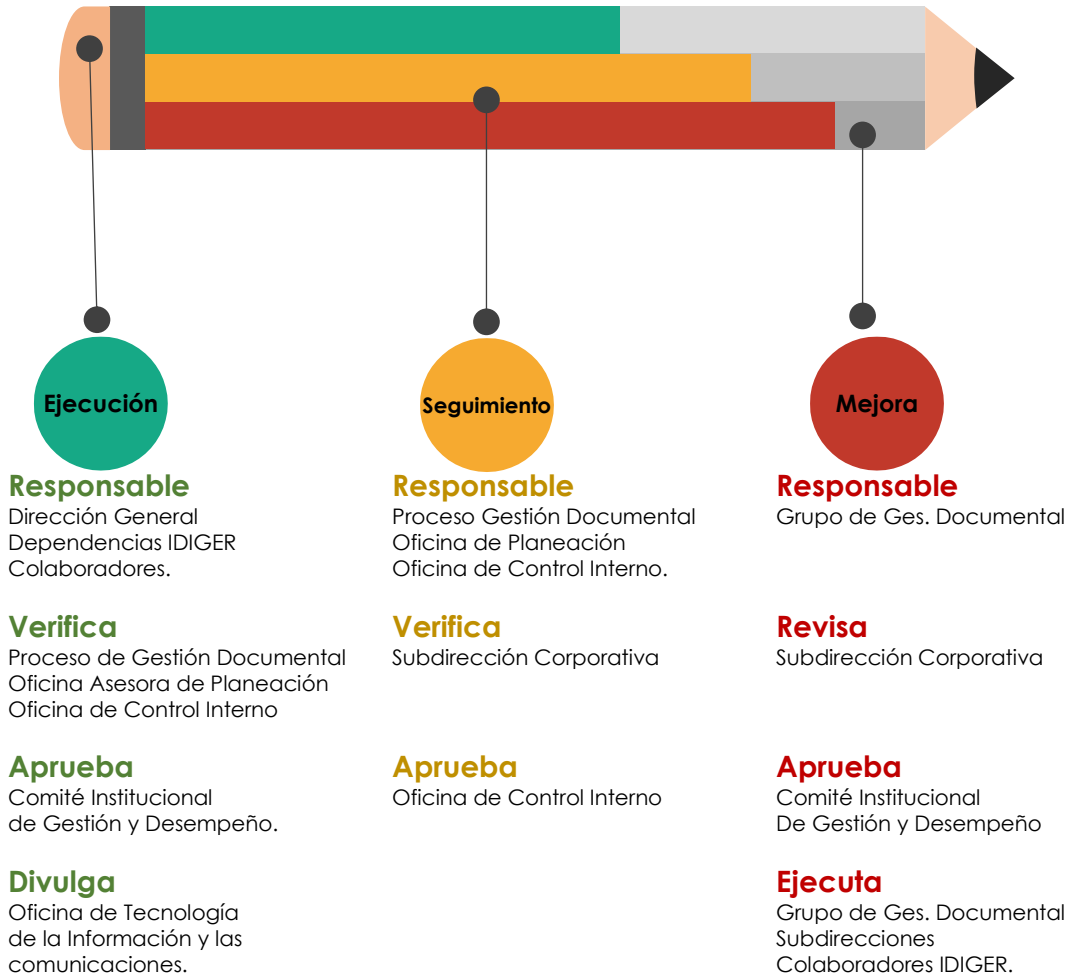 Ejecución
Responsable
Dirección General
Dependencias IDIGER
Colaboradores.
Verifica
Proceso de Gestión Documental
Oficina Asesora de Planeación
Oficina de Control Interno
Aprueba
Comité Institucional
de Gestión y Desempeño.
Divulga
Oficina de Tecnología
de la Información y las
comunicaciones.
Seguimiento
Responsable
Proceso Gestión Documental
Oficina de Planeación
Oficina de Control Interno.
Verifica
Subdirección Corporativa
Aprueba
Oficina de Control Interno
Mejora
Responsable
Grupo de Ges. Documental
Revisa
Subdirección Corporativa
Aprueba
Comité Institucional
De Gestión y Desempeño
Ejecuta
Grupo de Ges. Documental
Subdirecciones
Colaboradores IDIGER.